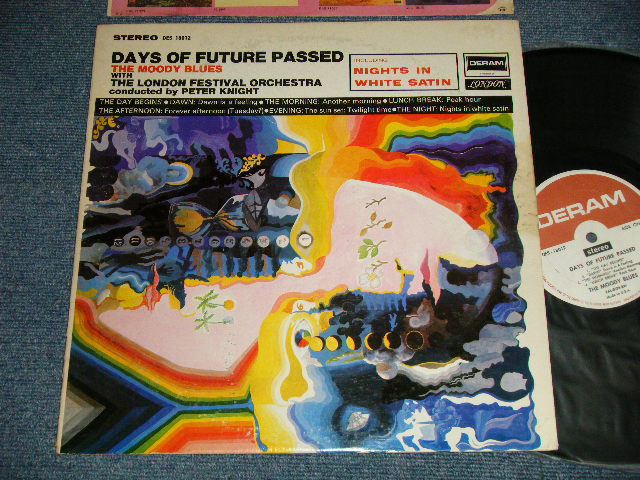 STEREO DES 18012
DAYS OF FUTURE PASSED
THE MOODY BLUES
WITH
THE LONDON FESTIVAL ORCHESTRA
conducted by PETER KNIGHT
INCLUDING
NIGHTS IN
WHITE SATIN
DERAM
LONDON
THE DAY BEGINS ● DAWN: Dawn is a feeling ● THE MORNING: Another morning ● LUNCH BREAK: Peak hour
THE AFTERNOON: Forever afternoon (Tuesday?) ● EVENING: The sun set: Twilight time ● THE NIGHT: Nights in white satin
DERAM
stereo
DAYS OF FUTURE PASSED
THE MOODY BLUES